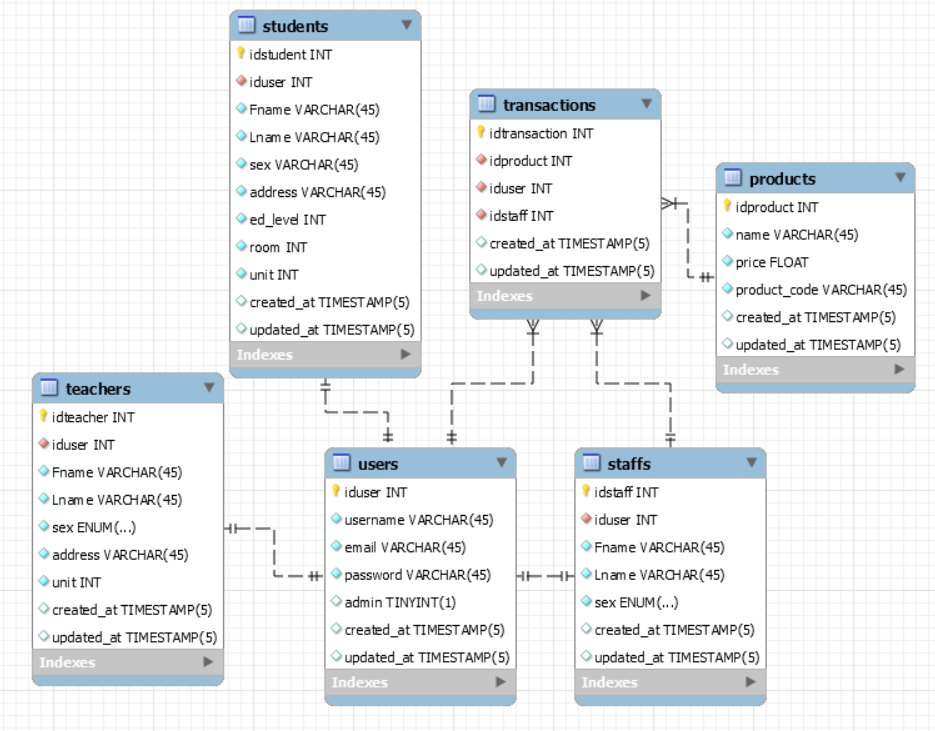 students
idstudent INT
iduser INT
Fname VARCHAR(45)
Lname VARCHAR(45)
sex VARCHAR(45)
address VARCHAR(45)
ed_level INT
room INT
unit INT
created_at TIMESTAMP(5)
updated_at TIMESTAMP(5)
Indexes
transactions
idtransaction INT
idproduct INT
iduser INT
idstaff INT
created_at TIMESTAMP(5)
updated_at TIMESTAMP(5)
Indexes
products
idproduct INT
name VARCHAR(45)
price FLOAT
product_code VARCHAR(45)
created_at TIMESTAMP(5)
updated_at TIMESTAMP(5)
Indexes
teachers
idteacher INT
iduser INT
Fname VARCHAR(45)
Lname VARCHAR(45)
sex ENUM(...)
address VARCHAR(45)
unit INT
created_at TIMESTAMP(5)
updated_at TIMESTAMP(5)
Indexes
users
iduser INT
username VARCHAR(45)
email VARCHAR(45)
password VARCHAR(45)
admin TINYINT(1)
created_at TIMESTAMP(5)
updated_at TIMESTAMP(5)
Indexes
staffs
idstaff INT
iduser INT
Fname VARCHAR(45)
Lname VARCHAR(45)
sex ENUM(...)
created_at TIMESTAMP(5)
updated_at TIMESTAMP(5)
Indexes